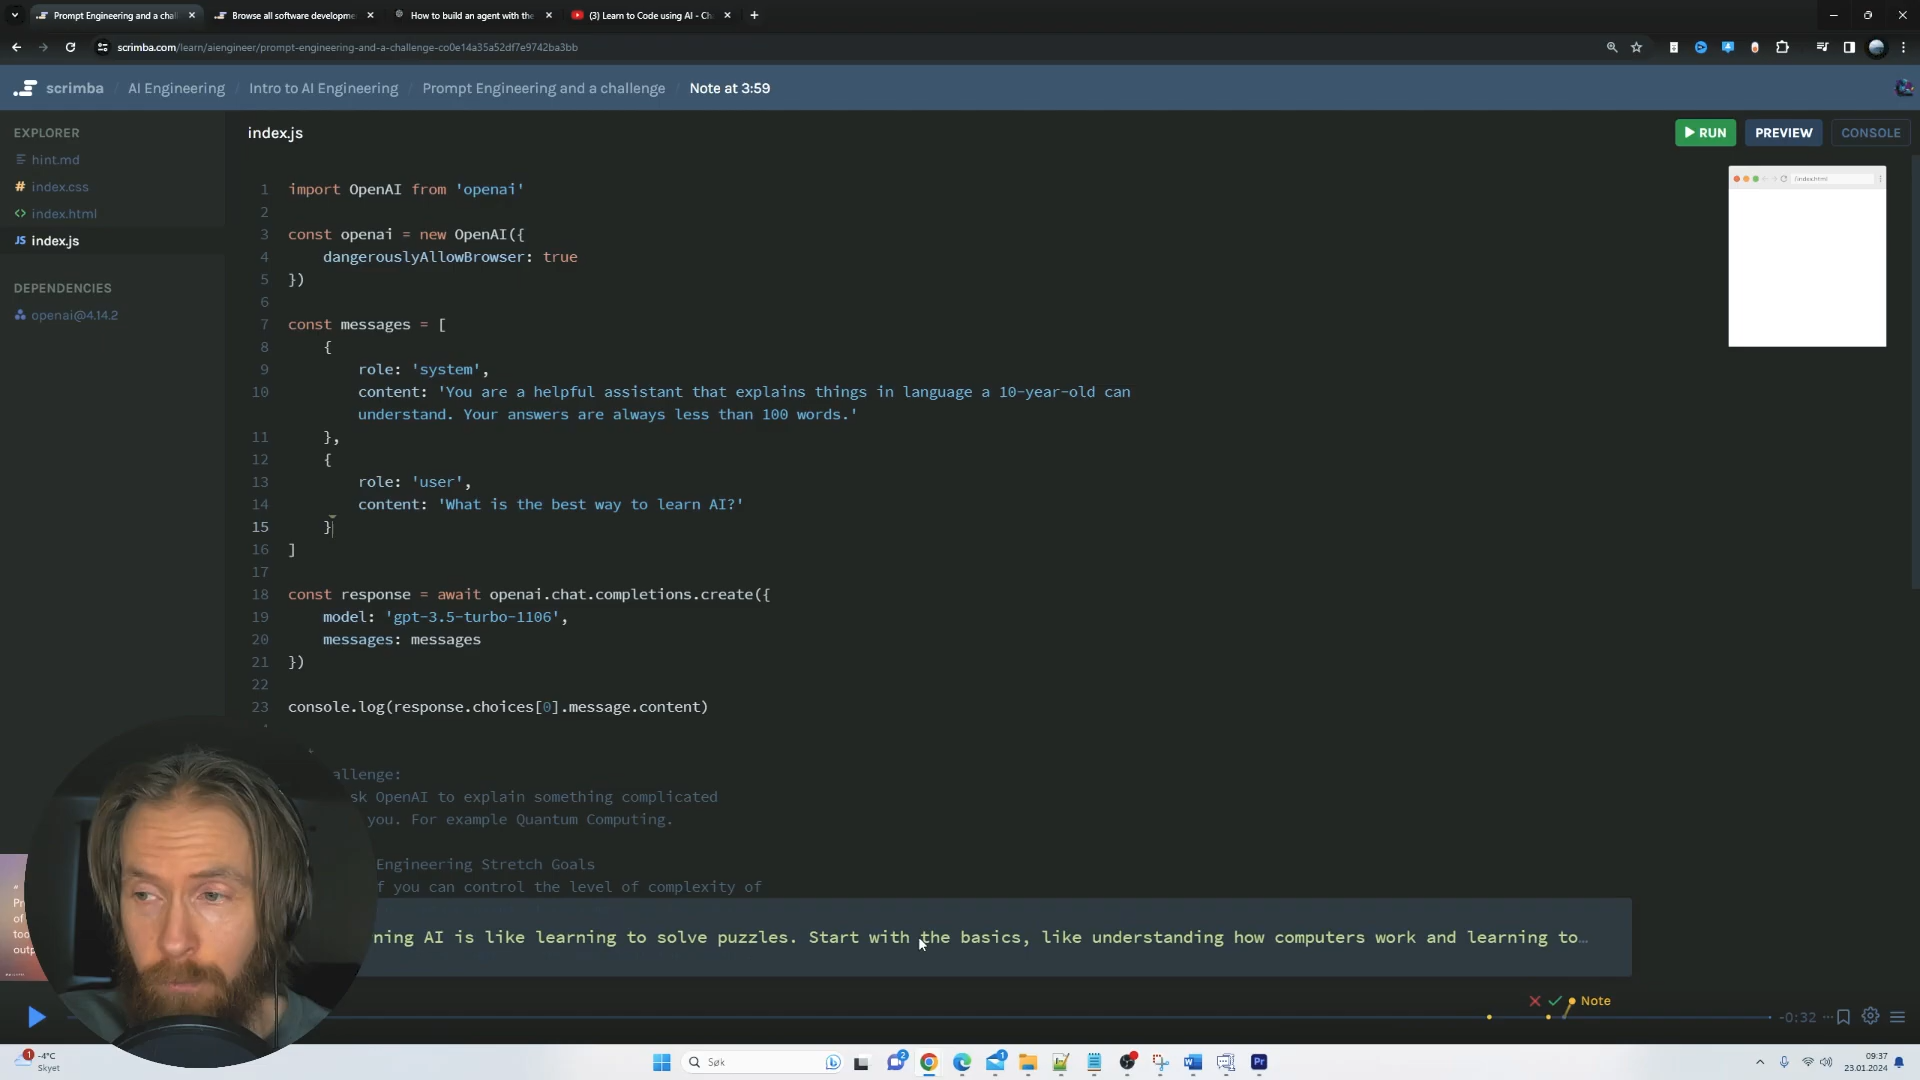 Prompt Engineering and a chall
Browse all software developme
How to build an agent with the
(3) Learn to Code using AI - Ch
scrimba.com/learn/aiengineer/prompt-engineering-and-a-challenge-co0e14a35a52df7e9742ba3bb
scrimba / AI Engineering / Intro to AI Engineering / Prompt Engineering and a challenge / Note at 3:59
EXPLORER
hint.md
index.css
index.html
JS index.js
DEPENDENCIES
openai@4.14.2
index.js
RUN
PREVIEW
CONSOLE
1 import OpenAI from 'openai'
2
3 const openai = new OpenAI({
4 dangerouslyAllowBrowser: true
5 })
6
7 const messages = [
8 {
9 role: 'system',
10 content: 'You are a helpful assistant that explains things in language a 10-year-old can
understand. Your answers are always less than 100 words.'
11 },
12 {
13 role: 'user',
14 content: 'What is the best way to learn AI?'
15 }
16 ]
17
18 const response = await openai.chat.completions.create({
19 model: 'gpt-3.5-turbo-1106',
20 messages: messages
21 })
22
23 console.log(response.choices[0].message.content)
allenge:
sk OpenAI to explain something complicated
you. For example Quantum Computing.
Engineering Stretch Goals
f you can control the level of complexity of
ning AI is like learning to solve puzzles. Start with the basics, like understanding how computers work and learning to…
Note
-0:32
-4°C
Skyet
Søk
09:37
23.01.2024